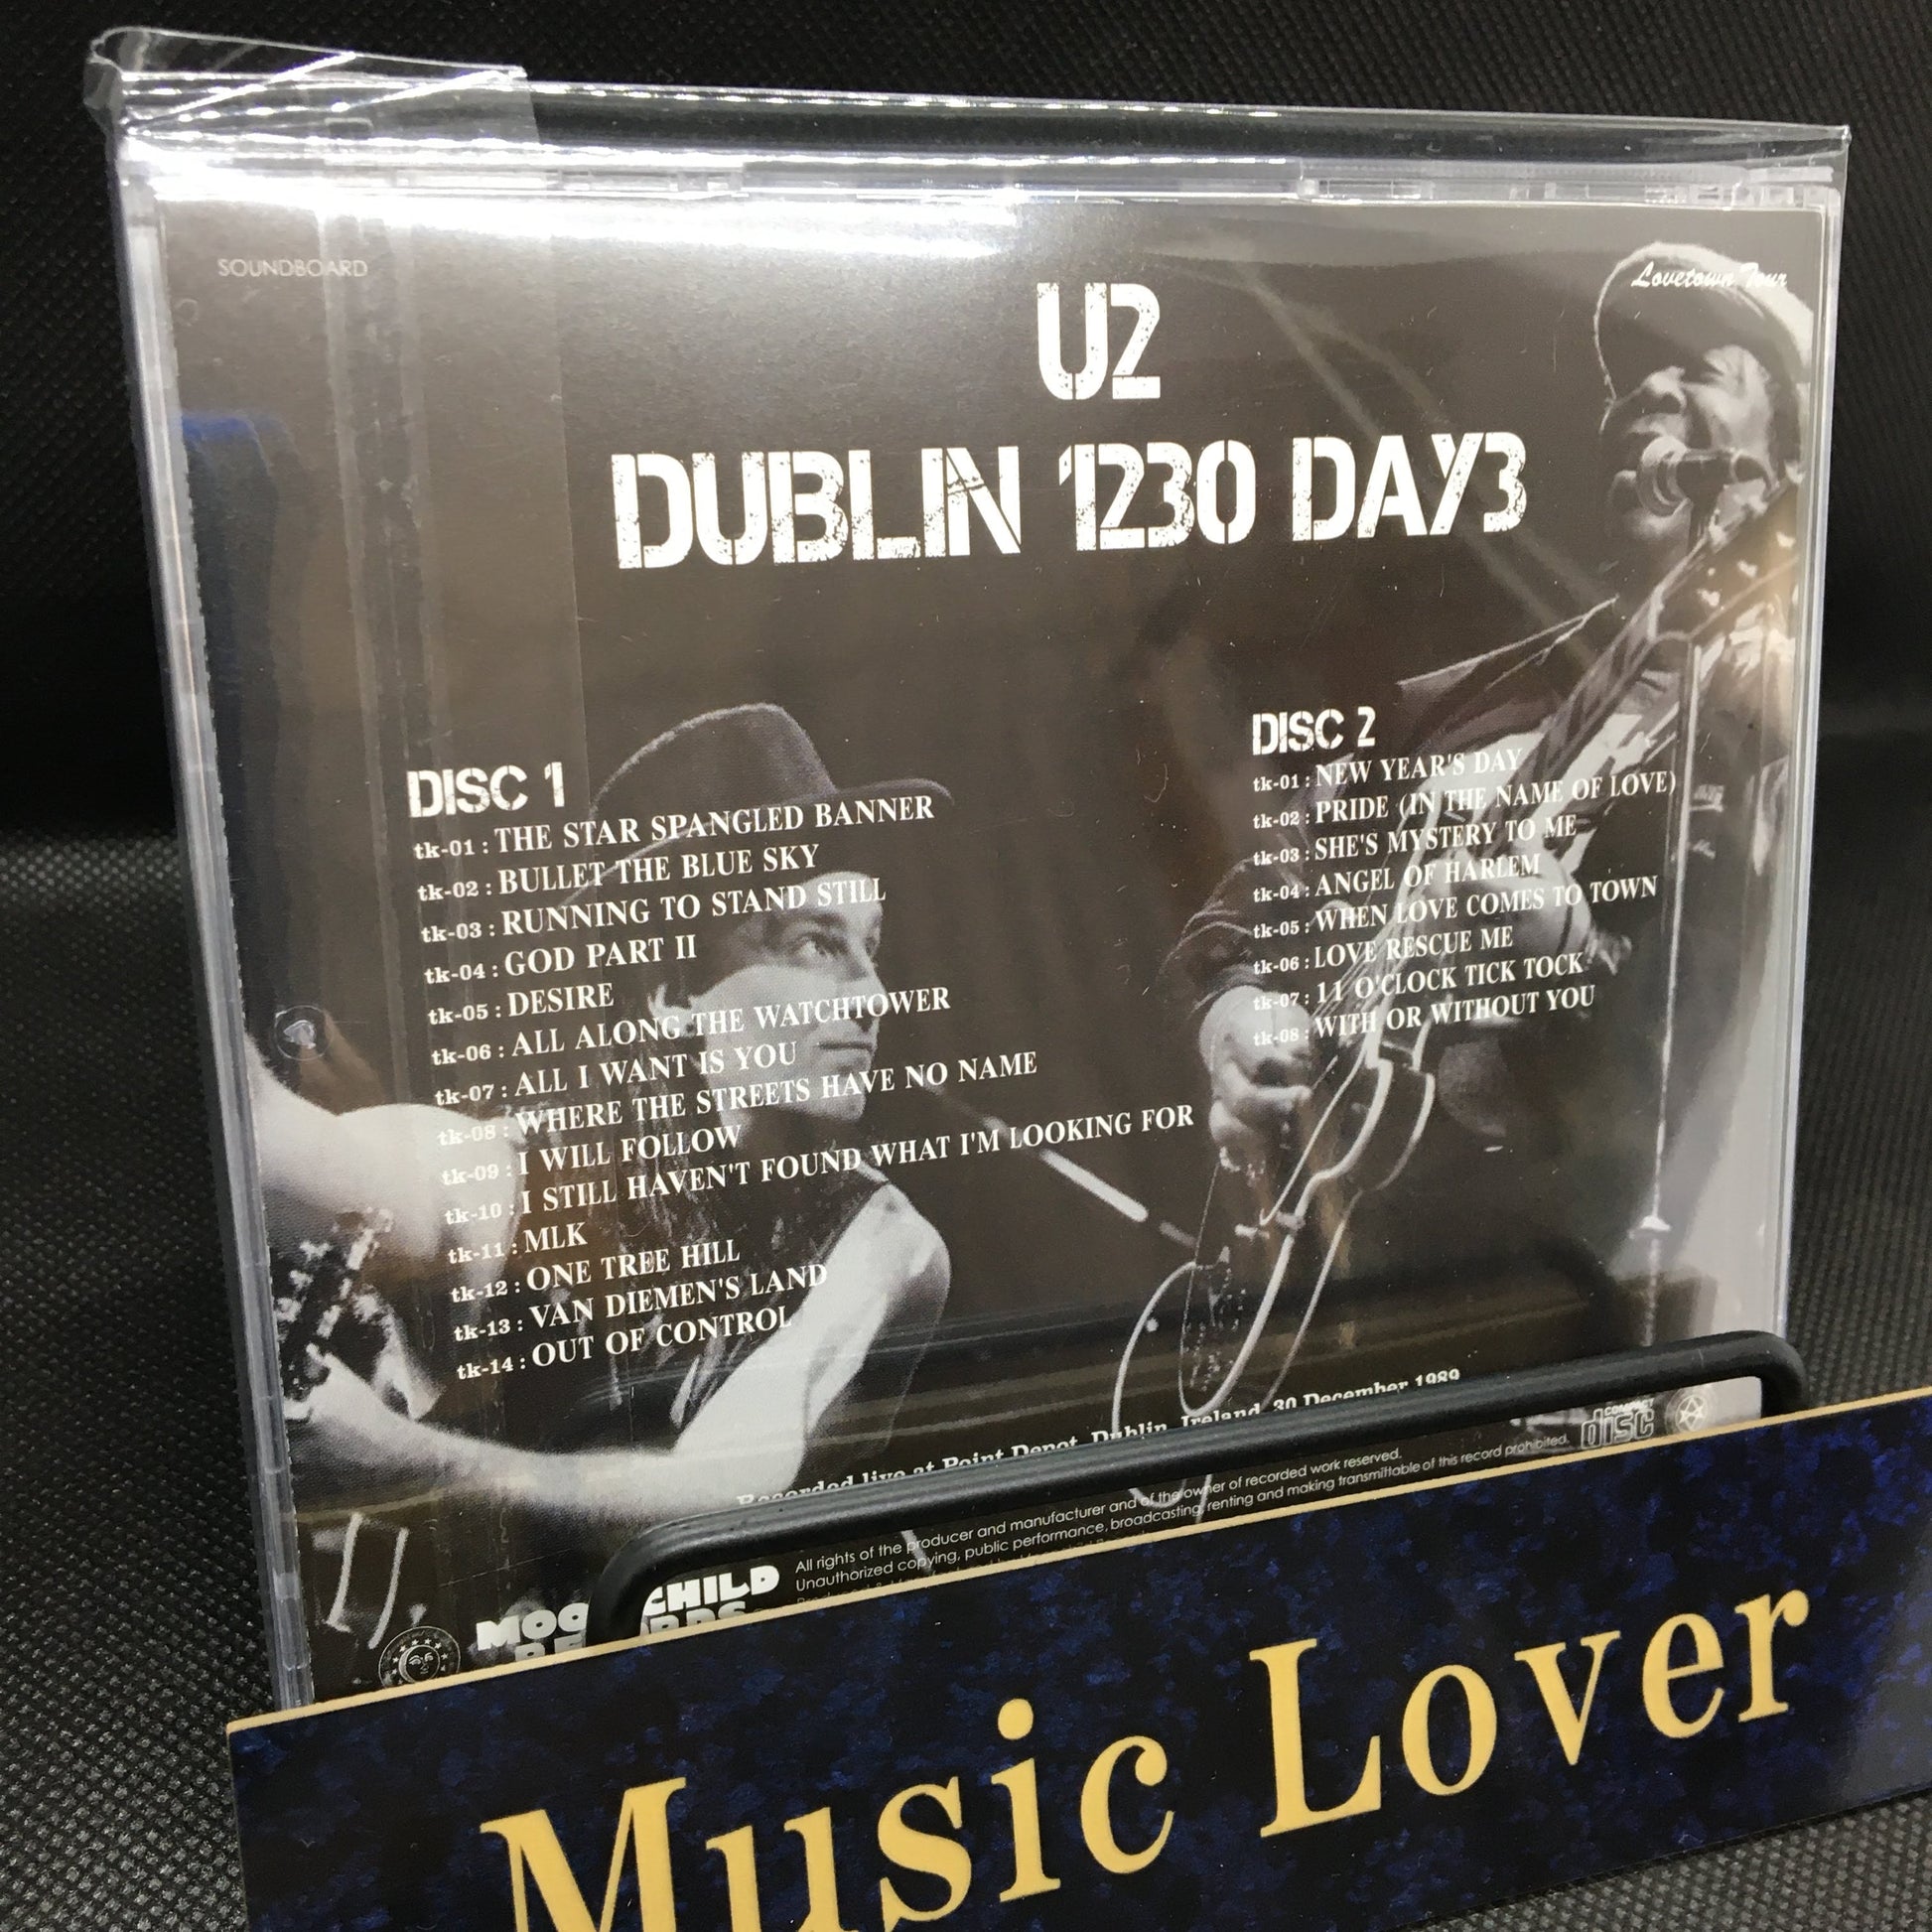 SOUNDBOARD
Lovetown Tour
U2
DUBLIN 1230 DAY3
DISC 1
tk-01 : THE STAR SPANGLED BANNER
tk-02 : BULLET THE BLUE SKY
tk-03 : RUNNING TO STAND STILL
tk-04 : GOD PART II
tk-05 : DESIRE
tk-06 : ALL ALONG THE WATCHTOWER
tk-07 : ALL I WANT IS YOU
tk-08 : WHERE THE STREETS HAVE NO NAME
tk-09 : I WILL FOLLOW
tk-10 : I STILL HAVEN'T FOUND WHAT I'M LOOKING FOR
tk-11 : MLK
tk-12 : ONE TREE HILL
tk-13 : VAN DIEMEN'S LAND
tk-14 : OUT OF CONTROL
DISC 2
tk-01 : NEW YEAR'S DAY
tk-02 : PRIDE (IN THE NAME OF LOVE)
tk-03 : SHE'S MYSTERY TO ME
tk-04 : ANGEL OF HARLEM
tk-05 : WHEN LOVE COMES TO TOWN
tk-06 : LOVE RESCUE ME
tk-07 : 11 O'CLOCK TICK TOCK
tk-08 : WITH OR WITHOUT YOU
Recorded live at Point Depot, Dublin, Ireland, 30 December 1989
COMPACT
disc
All rights of the producer and manufacturer and of the owner of recorded work reserved.
Unauthorized copying, public performance, broadcasting, renting and making transmittable of this record prohibited.
Music Lover